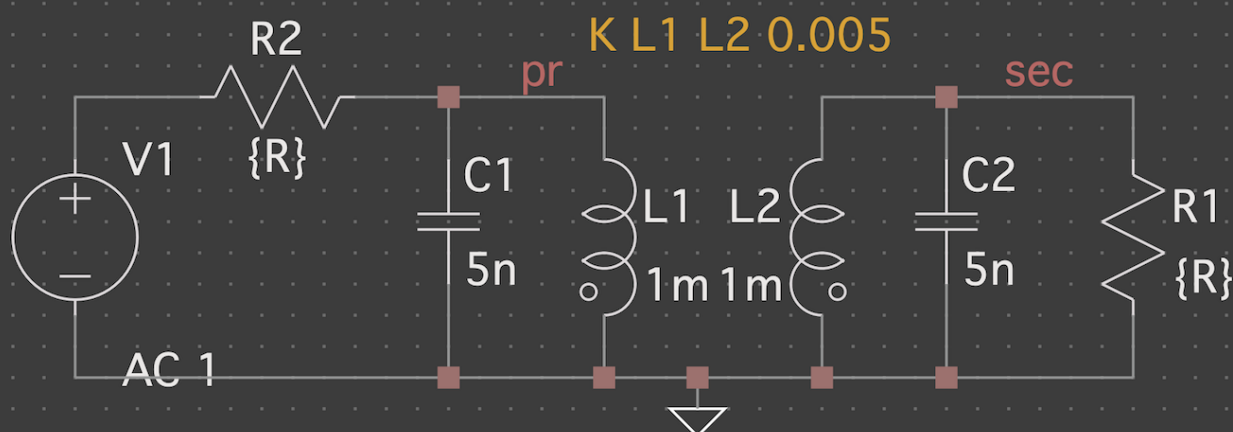 K L1 L2 0.005
R2
pr
sec
{R}
V1
C1
C2
L1
L2
R1
5n
1m
1m
5n
{R}
AC 1